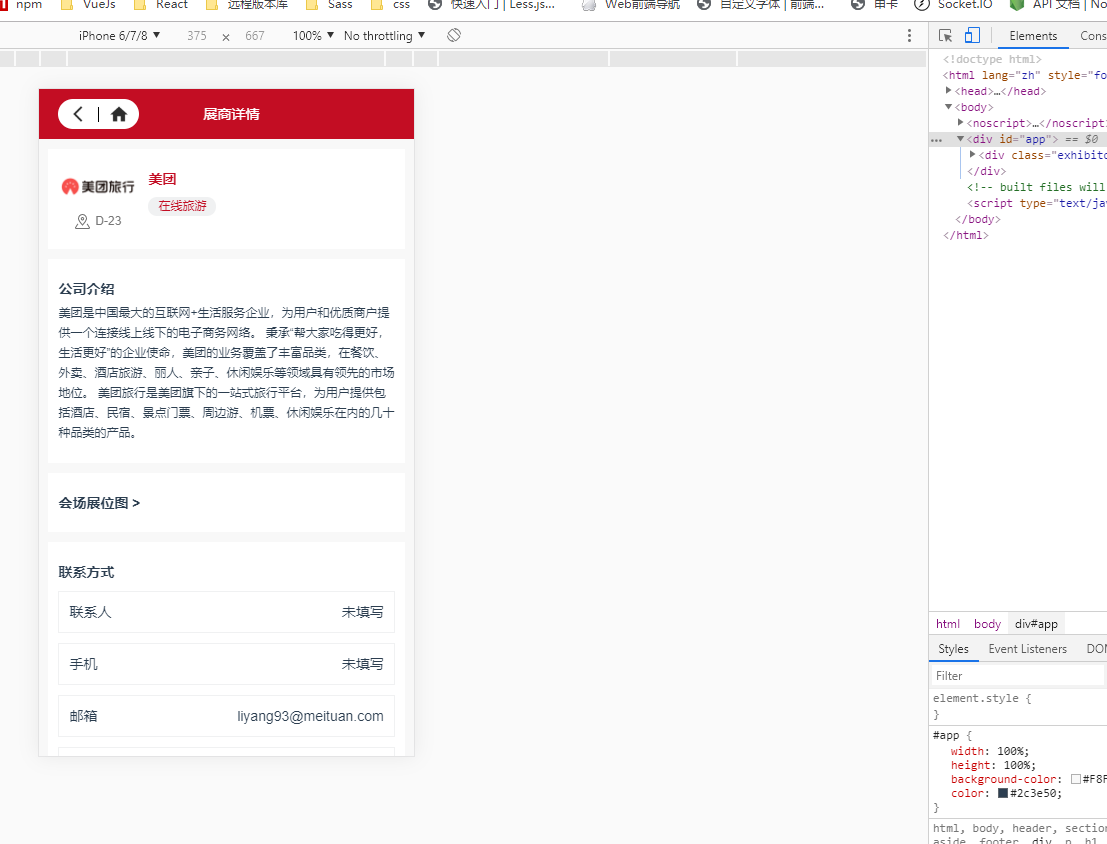 npm VueJs React 远程版本库 Sass css 快速入门 | Less.js... Web前端导航 自定义字体 | 前端... 申卡 Socket.IO API 文档 | No
iPhone 6/7/8 ▼ 375 × 667 100% ▼ No throttling ▼
Elements Cons
<!doctype html>
<html lang="zh" style="fo
▶<head>…</head>
▼<body>
▶<noscript>…</noscript>
… ▼<div id="app"> == $0
▶<div class="exhibito
</div>
<!-- built files will
<script type="text/jav
</body>
</html>
展商详情
美团旅行
美团
在线旅游
D-23
公司介绍
美团是中国最大的互联网+生活服务企业，为用户和优质商户提
供一个连接线上线下的电子商务网络。 秉承“帮大家吃得更好，
生活更好”的企业使命，美团的业务覆盖了丰富品类，在餐饮、
外卖、酒店旅游、丽人、亲子、休闲娱乐等领域具有领先的市场
地位。 美团旅行是美团旗下的一站式旅行平台，为用户提供包
括酒店、民宿、景点门票、周边游、机票、休闲娱乐在内的几十
种品类的产品。
会场展位图 >
联系方式
联系人 未填写
手机 未填写
邮箱 liyang93@meituan.com
html body div#app
Styles Event Listeners DOM
Filter
element.style {
}
#app {
width: 100%;
height: 100%;
background-color: #F8F
color: #2c3e50;
}
html, body, header, section
aside, footer, div, p, h1